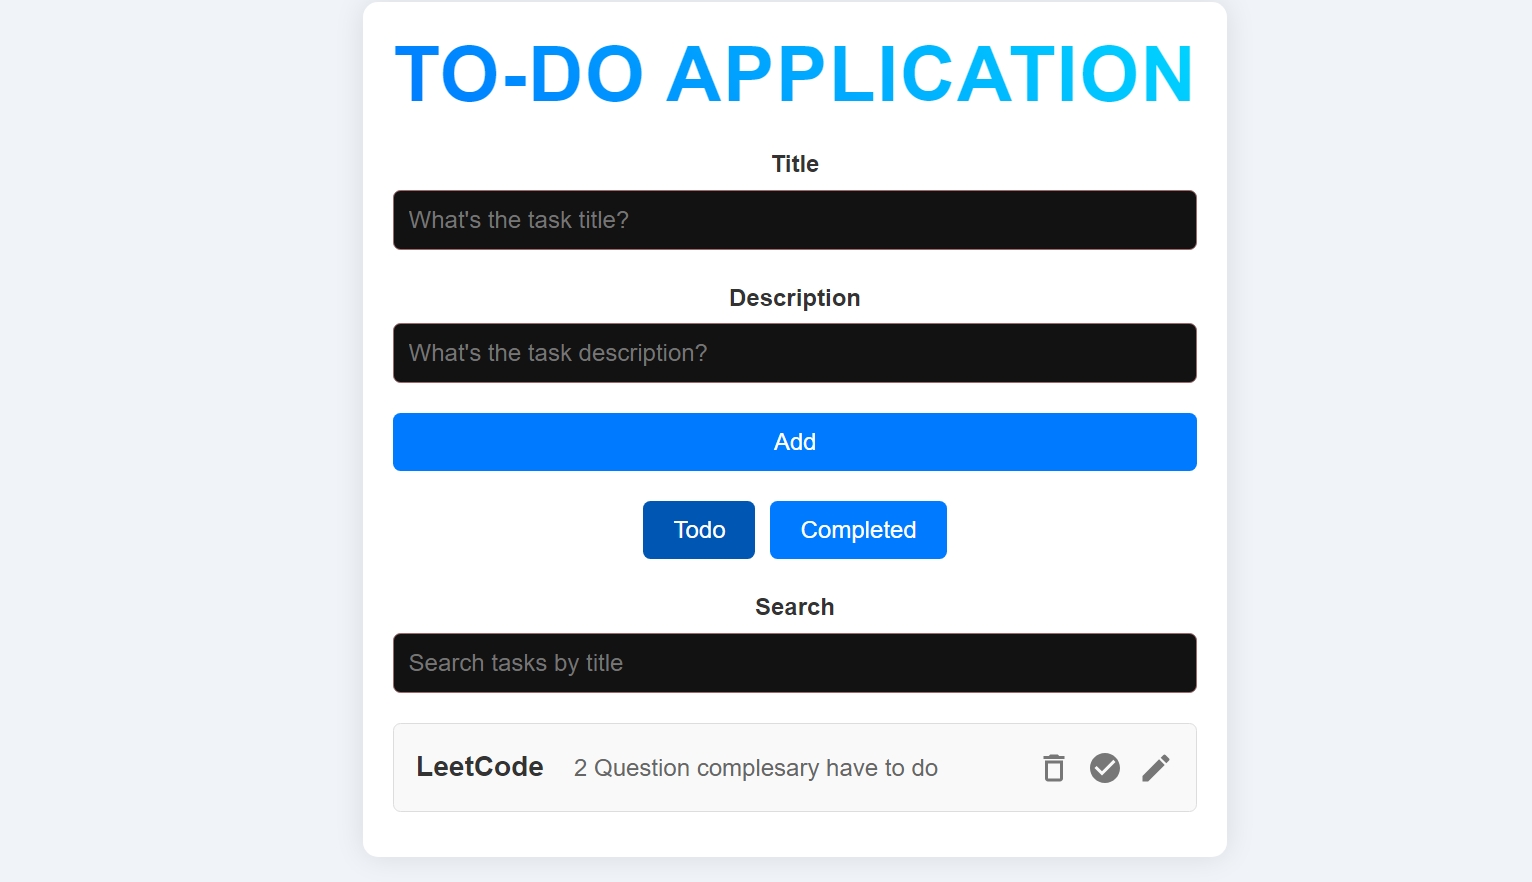 TO-DO APPLICATION
Title
What's the task title?
Description
What's the task description?
Add
Todo Completed
Search
Search tasks by title
LeetCode 2 Question complesary have to do